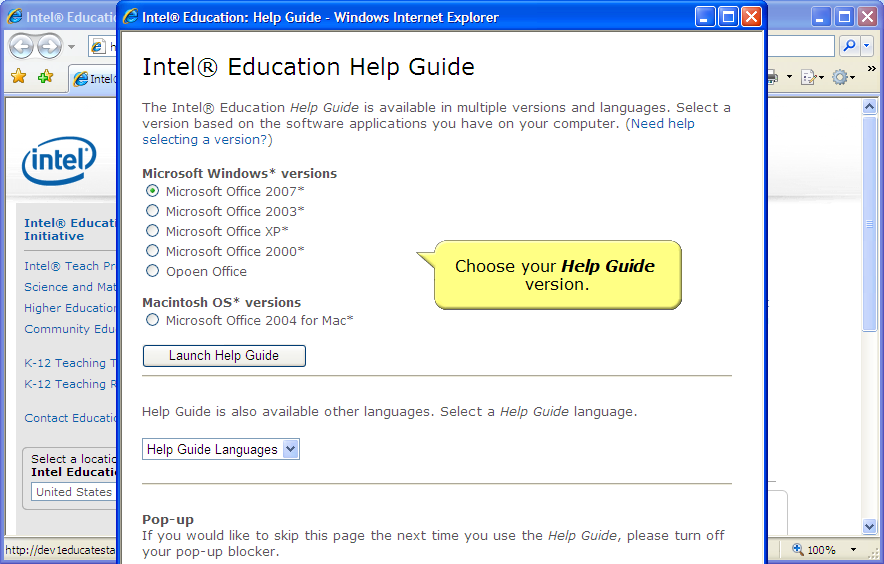 Intel® Educatio
Intel® Education: Help Guide - Windows Internet Explorer
Intel®
intel
Intel® Education Help Guide
The Intel® Education Help Guide is available in multiple versions and languages. Select a
version based on the software applications you have on your computer. (Need help
selecting a version?)
Microsoft Windows* versions
Microsoft Office 2007*
Microsoft Office 2003*
Microsoft Office XP*
Microsoft Office 2000*
Opoen Office
Macintosh OS* versions
Microsoft Office 2004 for Mac*
Launch Help Guide
Choose your Help Guide
version.
Help Guide is also available other languages. Select a Help Guide language.
Help Guide Languages
Pop-up
If you would like to skip this page the next time you use the Help Guide, please turn off
your pop-up blocker.
Intel® Educati
Initiative
Intel® Teach Pr
Science and Mat
Higher Education
Community Edu
K-12 Teaching T
K-12 Teaching R
Contact Educatio
Select a locatio
Intel Educatio
United States
http://dev1educatesta
100%